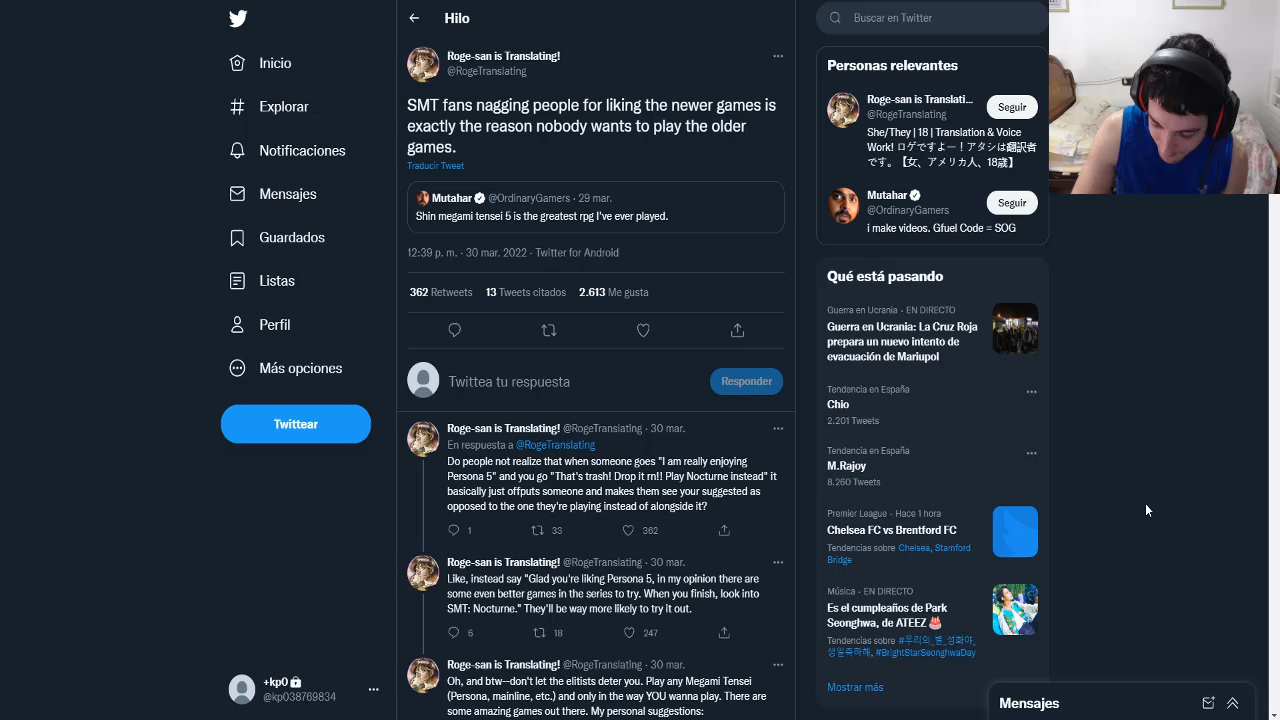 Inicio
Explorar
Notificaciones
Mensajes
Guardados
Listas
Perfil
Más opciones
Twittear
+kp0
@kp038769834
Hilo
Roge-san is Translating!
@RogeTranslating
SMT fans nagging people for liking the newer games is
exactly the reason nobody wants to play the older
games.
Traducir Tweet
Mutahar @OrdinaryGamers · 29 mar.
Shin megami tensei 5 is the greatest rpg I've ever played.
12:39 p. m. · 30 mar. 2022 · Twitter for Android
362 Retweets 13 Tweets citados 2.613 Me gusta
Twittea tu respuesta
Responder
Roge-san is Translating! @RogeTranslating · 30 mar.
En respuesta a @RogeTranslating
Do people not realize that when someone goes "I am really enjoying
Persona 5" and you go "That's trash! Drop it rn!! Play Nocturne instead" it
basically just offputs someone and makes them see your suggested as
opposed to the one they're playing instead of alongside it?
1 33 362
Roge-san is Translating! @RogeTranslating · 30 mar.
Like, instead say "Glad you're liking Persona 5, in my opinion there are
some even better games in the series to try. When you finish, look into
SMT: Nocturne." They'll be way more likely to try it out.
6 18 247
Roge-san is Translating! @RogeTranslating · 30 mar.
Oh, and btw--don't let the elitists deter you. Play any Megami Tensei
(Persona, mainline, etc.) and only in the way YOU wanna play. There are
some amazing games out there. My personal suggestions:
Buscar en Twitter
Personas relevantes
Roge-san is Translati...
@RogeTranslating
Seguir
She/They | 18 | Translation & Voice
Work! ロゲですよー！アタシは翻訳者
です。【女、アメリカ人、18歳】
Mutahar
@OrdinaryGamers
Seguir
i make videos. Gfuel Code = SOG
Qué está pasando
Guerra en Ucrania · EN DIRECTO
Guerra en Ucrania: La Cruz Roja
prepara un nuevo intento de
evacuación de Mariupol
Tendencia en España
Chio
2.201 Tweets
Tendencia en España
M.Rajoy
8.260 Tweets
Premier League · Hace 1 hora
Chelsea FC vs Brentford FC
Tendencias sobre Chelsea, Stamford
Bridge
Música · EN DIRECTO
Es el cumpleaños de Park
Seonghwa, de ATEEZ
Tendencias sobre #우리의_별_성화야_
생일축하해, #BrightStarSeonghwaDay
Mostrar más
Mensajes